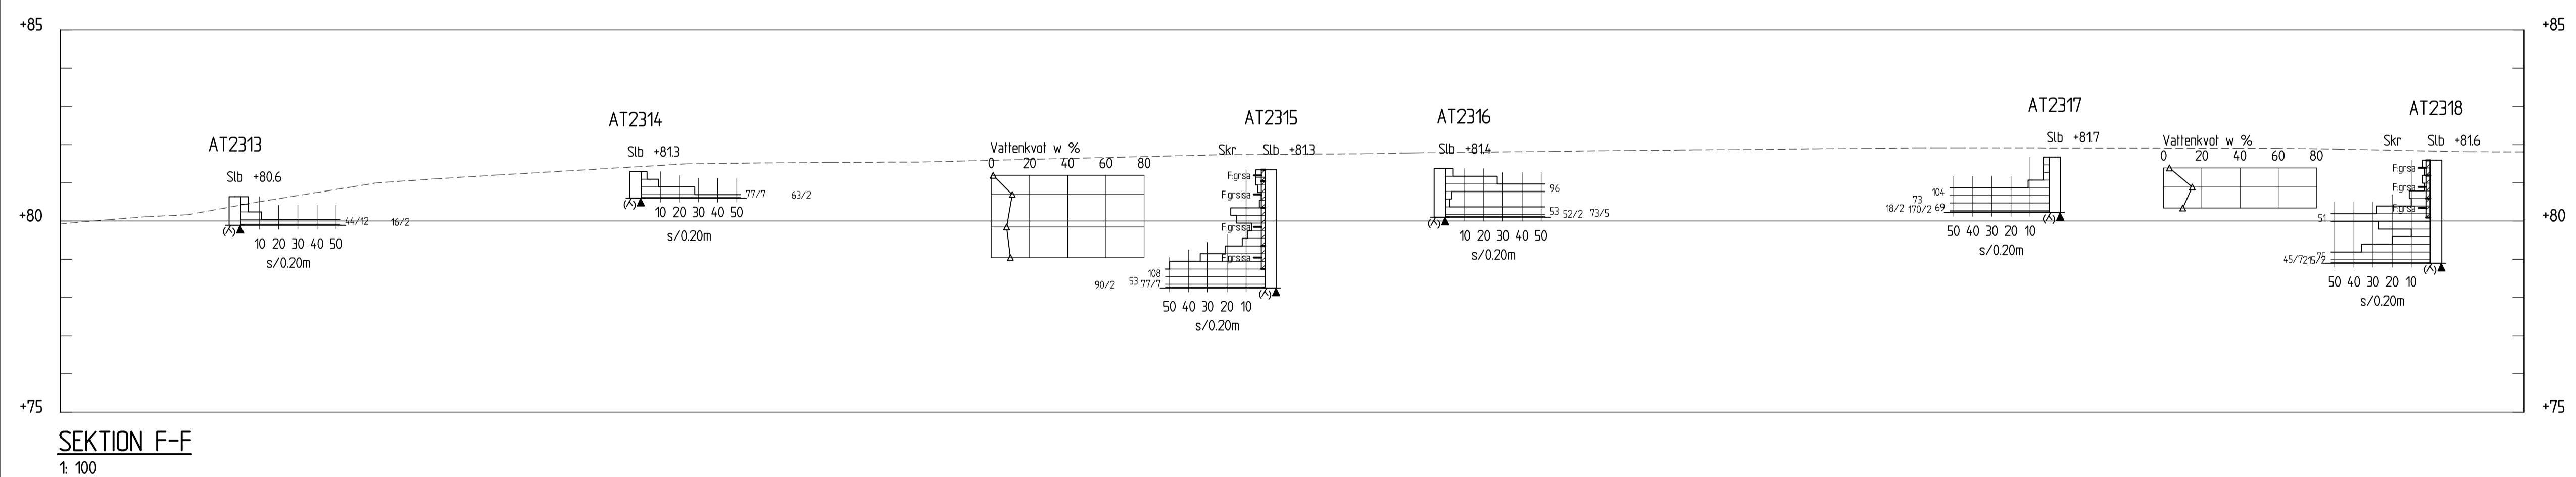 +85
+85
AT2313
Slb +80.6
44/12 16/2
10 20 30 40 50
s/0.20m
AT2314
Slb +81.3
77/7 63/2
10 20 30 40 50
s/0.20m
Vattenkvot w %
0 20 40 60 80
AT2315
Skr Slb +81.3
F:grsa
F:grsisa
F:grsisa
F:grsisa
108
90/2 53 77/7
50 40 30 20 10
s/0.20m
AT2316
Slb +81.4
96
53 52/2 73/5
10 20 30 40 50
s/0.20m
AT2317
Slb +81.7
104
73
18/2 170/2 69
50 40 30 20 10
s/0.20m
Vattenkvot w %
0 20 40 60 80
AT2318
Skr Slb +81.6
F:grsa
F:grsa
F:grsa
51
75
50 40 30 20 10
s/0.20m
+80
+80
+75
+75
SEKTION F-F
1: 100